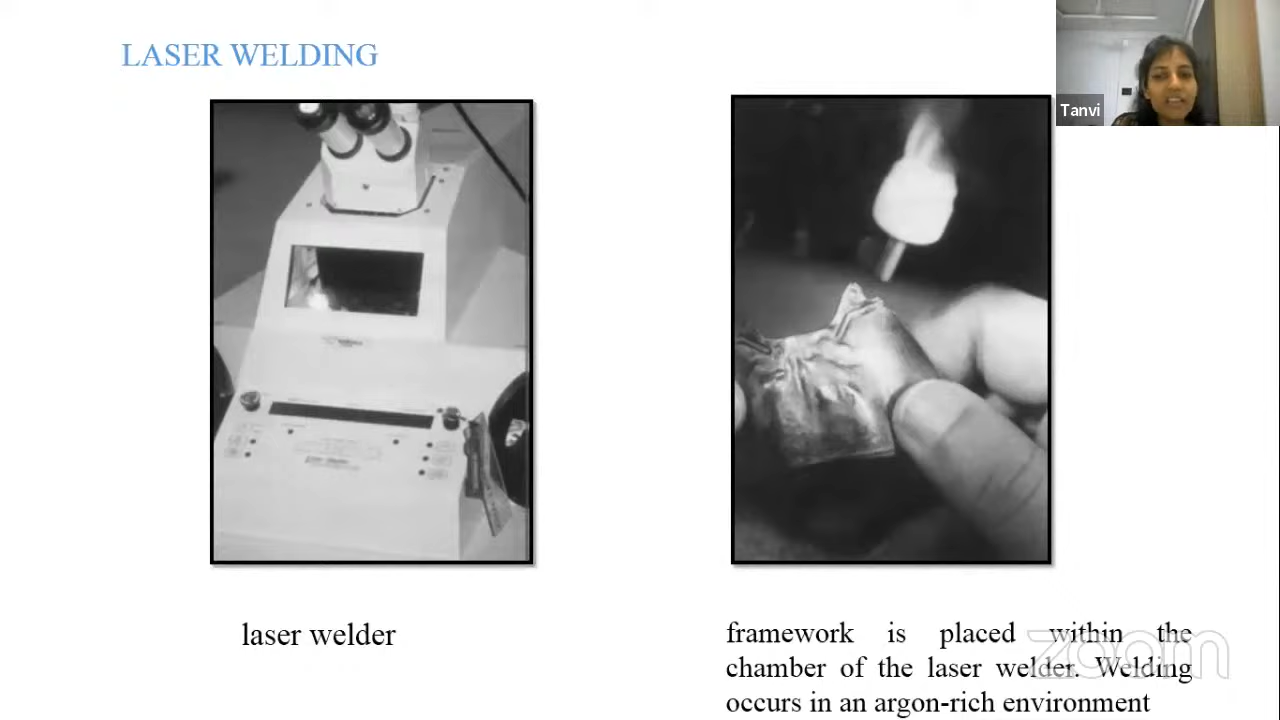 LASER WELDING
Tanvi
laser welder
framework is placed within the
chamber of the laser welder. Welding
occurs in an argon-rich environment
zoom